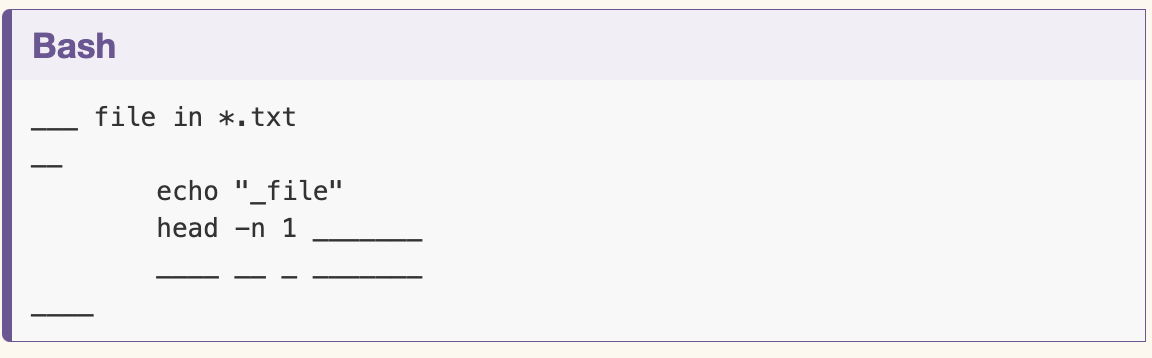 Bash
___ file in *.txt
__
        echo "_file"
        head -n 1 _______
        ____ __ _ _______
____